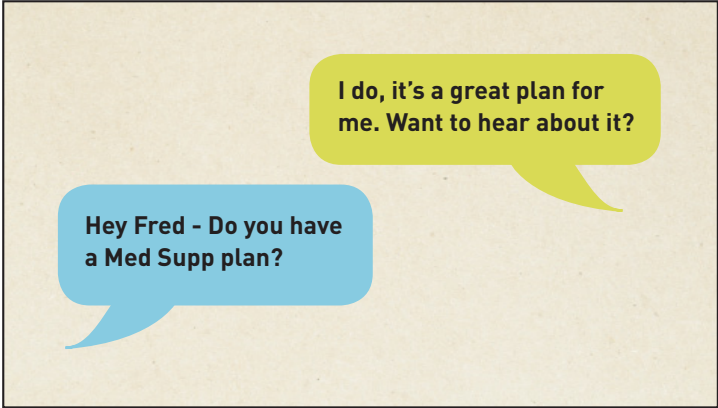 I do, it's a great plan for
me. Want to hear about it?
Hey Fred - Do you have
a Med Supp plan?